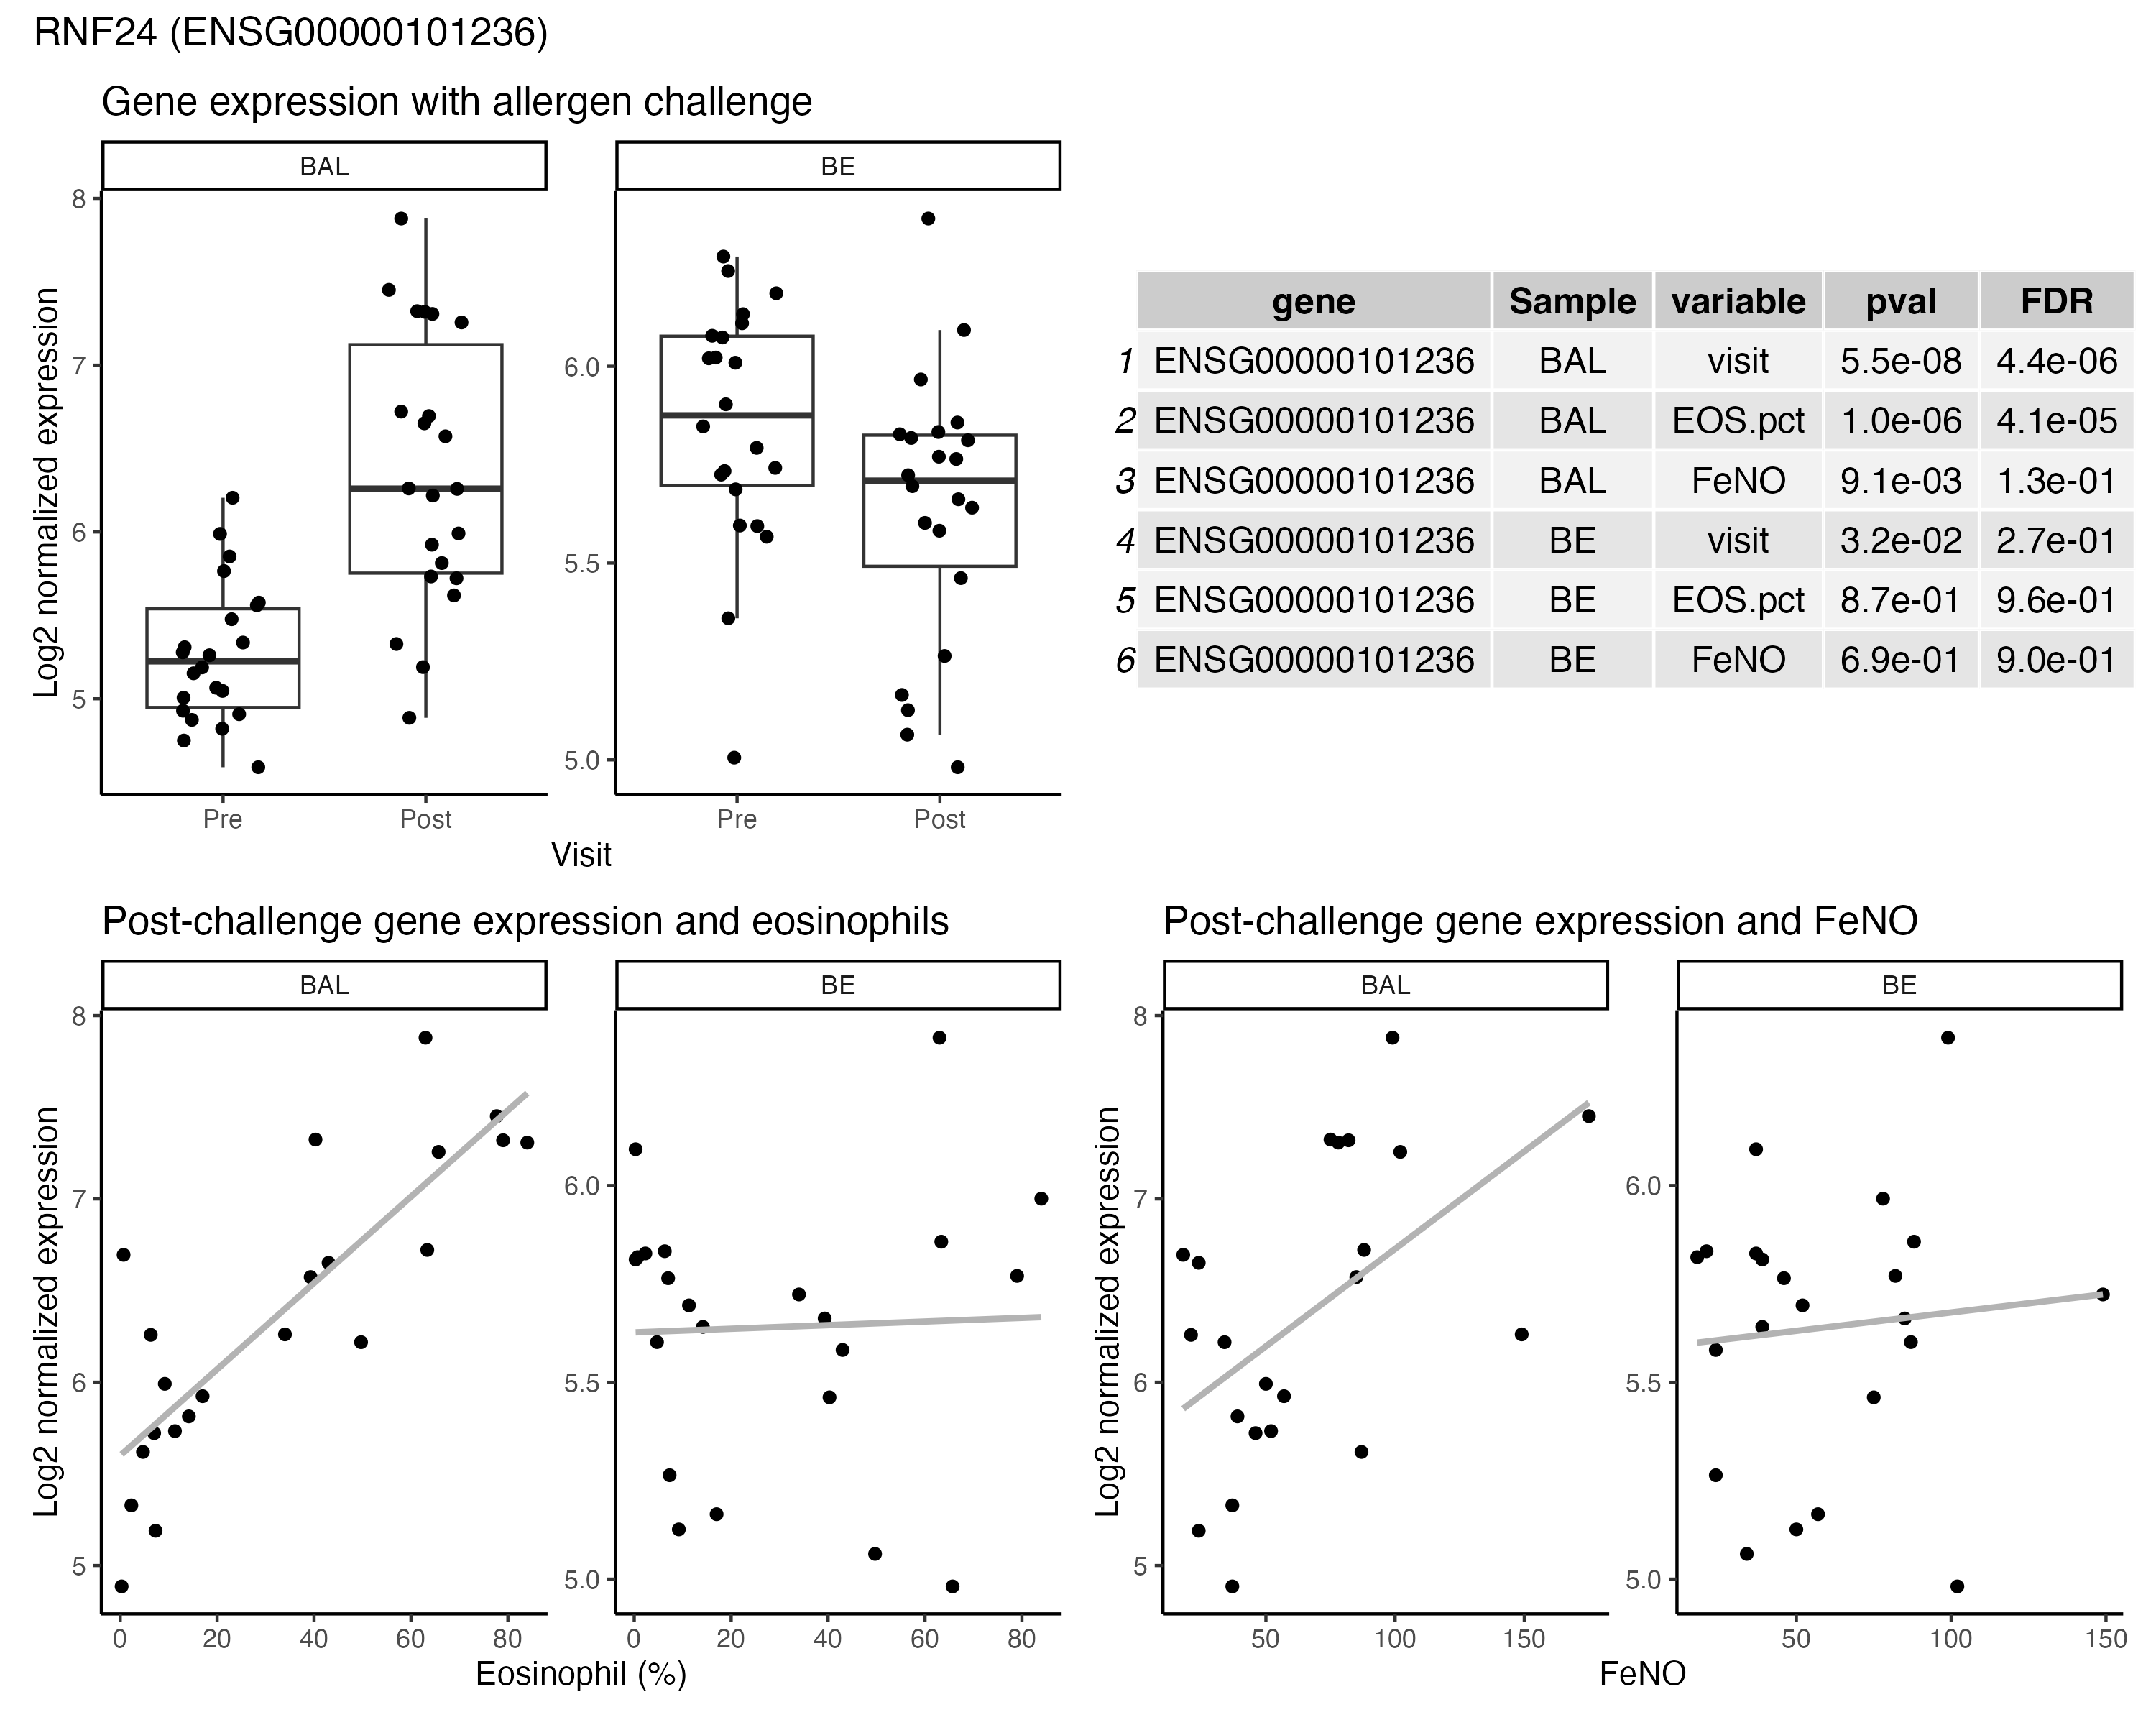 RNF24 (ENSG00000101236)
Gene expression with allergen challenge
BAL
BE
Log2 normalized expression
8
7
6
5
6.0
5.5
5.0
Pre
Post
Pre
Post
Visit
gene Sample variable pval FDR
1 ENSG00000101236 BAL visit 5.5e-08 4.4e-06
2 ENSG00000101236 BAL EOS.pct 1.0e-06 4.1e-05
3 ENSG00000101236 BAL FeNO 9.1e-03 1.3e-01
4 ENSG00000101236 BE visit 3.2e-02 2.7e-01
5 ENSG00000101236 BE EOS.pct 8.7e-01 9.6e-01
6 ENSG00000101236 BE FeNO 6.9e-01 9.0e-01
Post-challenge gene expression and eosinophils
BAL
BE
Log2 normalized expression
8
7
6
5
6.0
5.5
5.0
0 20 40 60 80
0 20 40 60 80
Eosinophil (%)
Post-challenge gene expression and FeNO
BAL
BE
Log2 normalized expression
8
7
6
5
6.0
5.5
5.0
50 100 150
50 100 150
FeNO